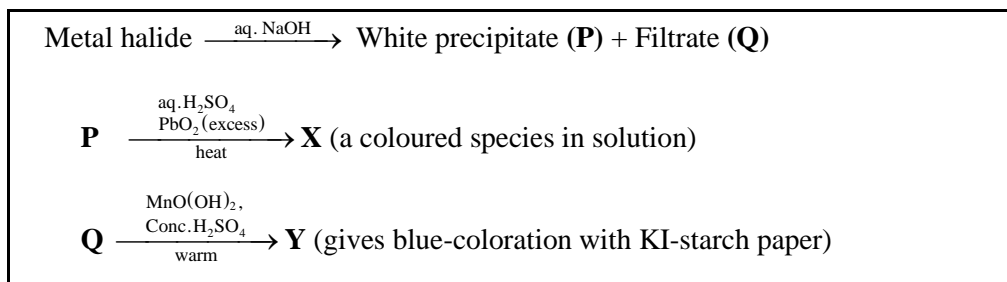 Metal halide aq. NaOH → White precipitate (P) + Filtrate (Q)
aq.H₂SO₄
PbO₂(excess)
P → X (a coloured species in solution)
heat
MnO(OH)₂,
Conc.H₂SO₄
Q → Y (gives blue-coloration with KI-starch paper)
warm